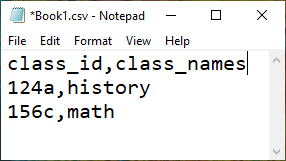 *Book1.csv - Notepad
File Edit Format View Help
class_id,class_names
124a,history
156c,math